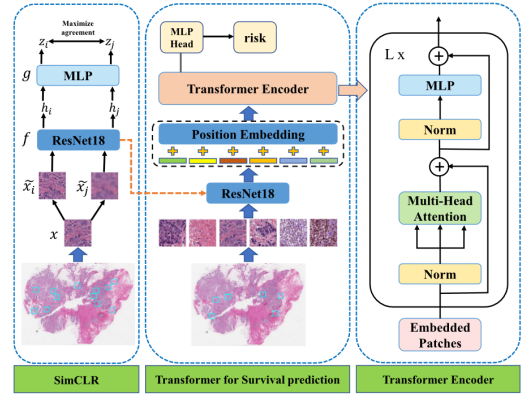 Maximize
agreement
z_i
z_j
g
MLP
h_i
h_j
f
ResNet18
x̃_i
x̃_j
x
SimCLR
MLP
Head
risk
Transformer Encoder
Position Embedding
ResNet18
Transformer for Survival prediction
L x
MLP
Norm
Multi-Head
Attention
Norm
Embedded
Patches
Transformer Encoder